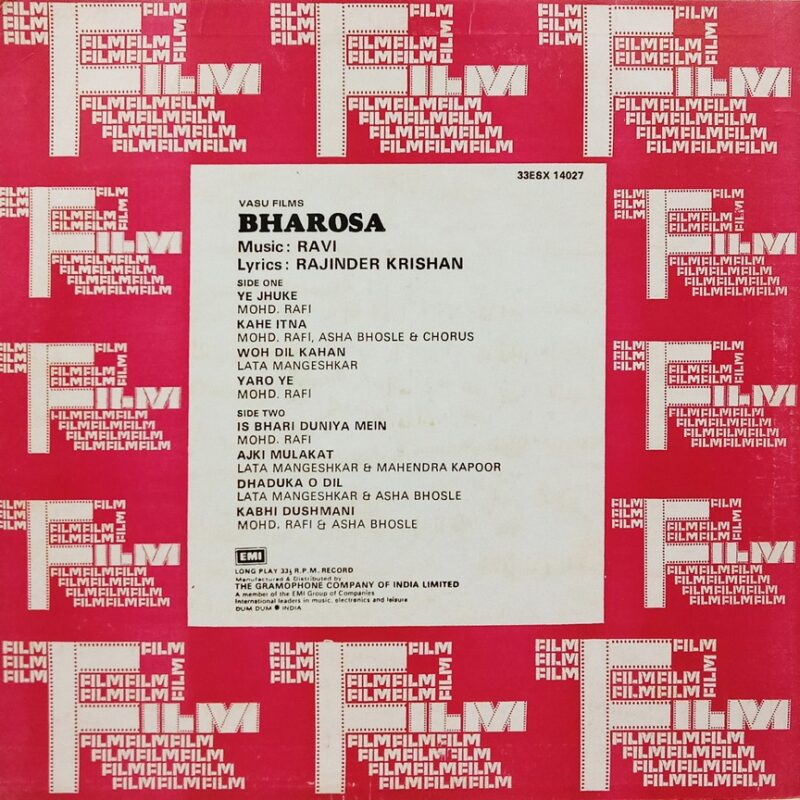 FILM
FILM
FILM
FILM
FILM
FILMFILM
FILMFILM
FILM
FILMFILMFILM
FILMFILMFILM
FILMFILMFILM
FILMFILMFILM
33ESX 14027
VASU FILMS
BHAROSA
Music: RAVI
Lyrics: RAJINDER KRISHAN
SIDE ONE
YE JHUKE
MOHD. RAFI
KAHE ITNA
MOHD. RAFI, ASHA BHOSLE & CHORUS
WOH DIL KAHAN
LATA MANGESHKAR
YARO YE
MOHD. RAFI
SIDE TWO
IS BHARI DUNIYA MEIN
MOHD. RAFI
AJKI MULAKAT
LATA MANGESHKAR & MAHENDRA KAPOOR
DHADUKA O DIL
LATA MANGESHKAR & ASHA BHOSLE
KABHI DUSHMANI
MOHD. RAFI & ASHA BHOSLE
EMI
LONG PLAY 33⅓ R.P.M. RECORD
Manufactured & Distributed by
THE GRAMOPHONE COMPANY OF INDIA LIMITED
A member of the EMI Group of Companies
International leaders in music, electronics and leisure
DUM DUM ● INDIA